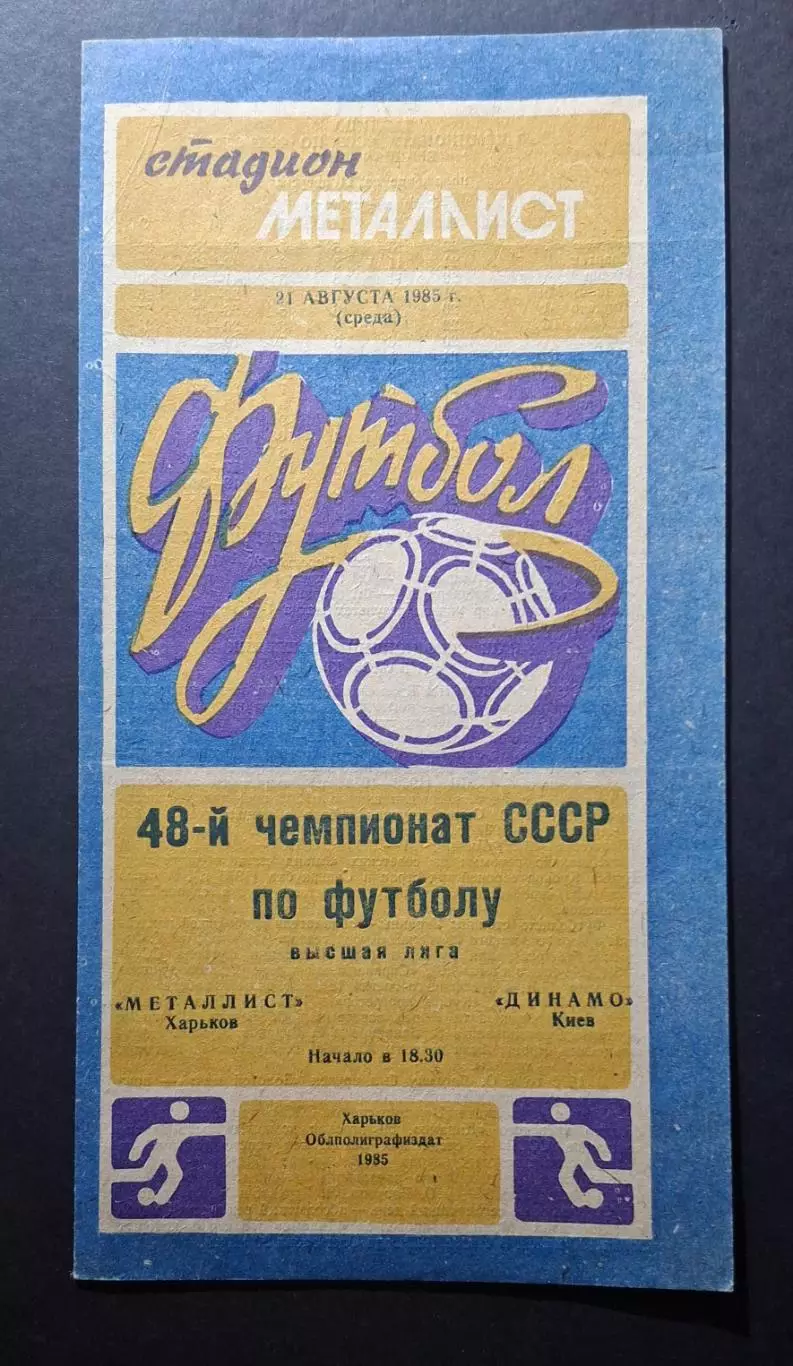 стадион
МЕТАЛЛИСТ
21 АВГУСТА 1985 г.
(среда)
Футбол
48-й чемпионат СССР
по футболу
высшая лига
«МЕТАЛЛИСТ» «ДИНАМО»
Харьков Киев
Начало в 18.30
Харьков
Облполиграфиздат
1985